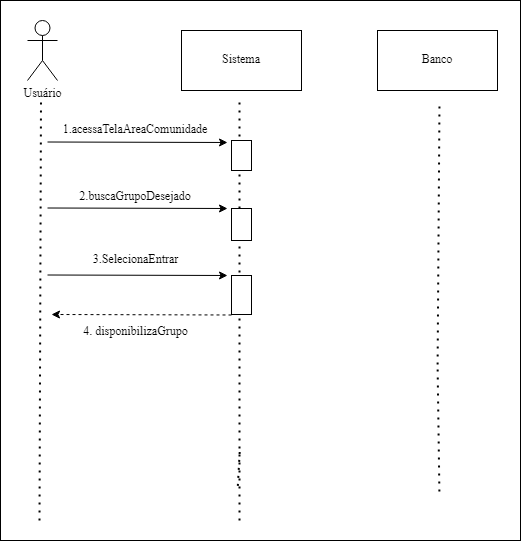 Sistema
Banco
Usuário
1.acessaTelaAreaComunidade
2.buscaGrupoDesejado
3.SelecionaEntrar
4. disponibilizaGrupo